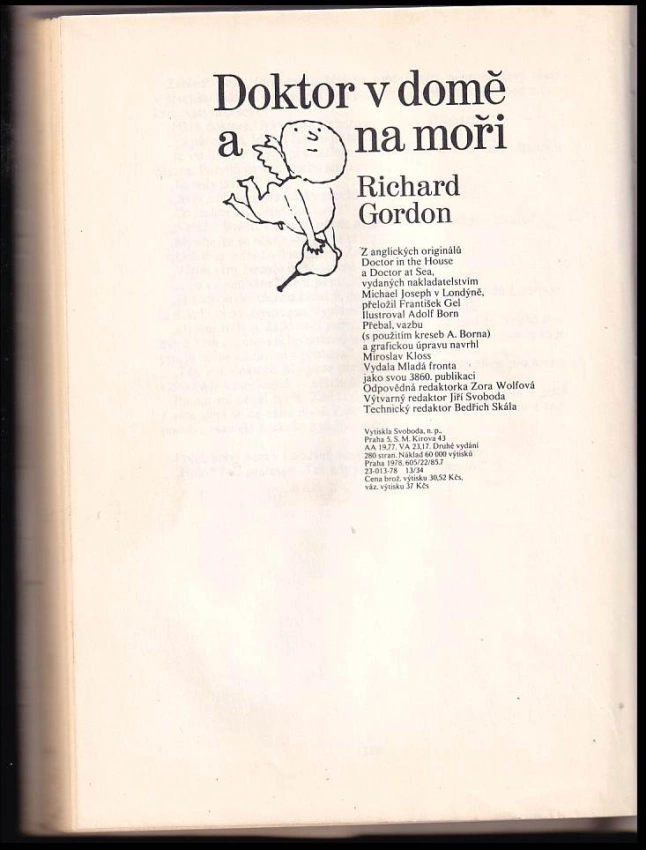 Doktor v domě
a na moři
Richard
Gordon
Z anglických originálů
Doctor in the House
a Doctor at Sea,
vydaných nakladatelstvím
Michael Joseph v Londýně,
přeložil František Gel
Ilustroval Adolf Born
Přebal, vazbu
(s použitím kreseb A. Borna)
a grafickou úpravu navrhl
Miroslav Kloss
Vydala Mladá fronta
jako svou 3860. publikaci
Odpovědná redaktorka Zora Wolfová
Výtvarný redaktor Jiří Svoboda
Technický redaktor Bedřich Skála
Vytiskla Svoboda, n. p.,
Praha 5, S. M. Kirova 43
AA 19,77. VA 23,17. Druhé vydání
280 stran. Náklad 60 000 výtisků
Praha 1978. 605/22/85.7
23-013-78 13/34
Cena brož. výtisku 30,52 Kčs,
váz. výtisku 37 Kčs